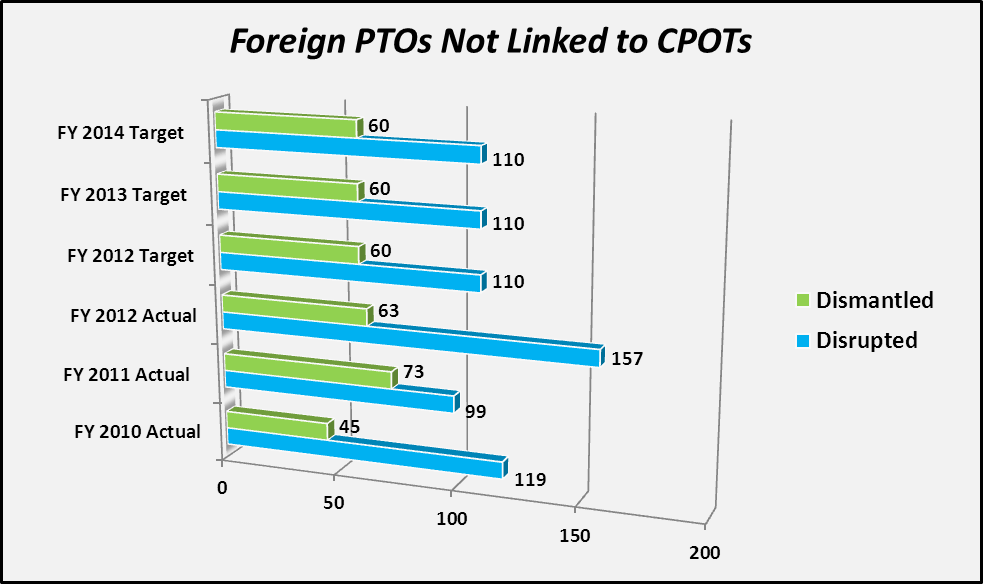 Foreign PTOs Not Linked to CPOTs
FY 2014 Target
60
110
FY 2013 Target
60
110
FY 2012 Target
60
110
FY 2012 Actual
63
157
FY 2011 Actual
73
99
FY 2010 Actual
45
119
0
50
100
150
200
Dismantled
Disrupted